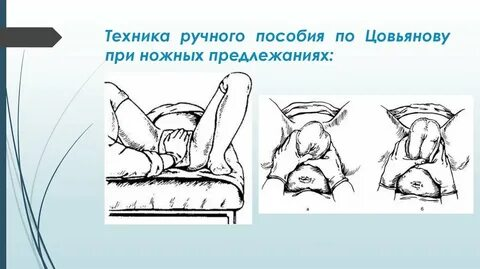 Техника ручного пособия по Цовьянову
при ножных предлежаниях:
а б